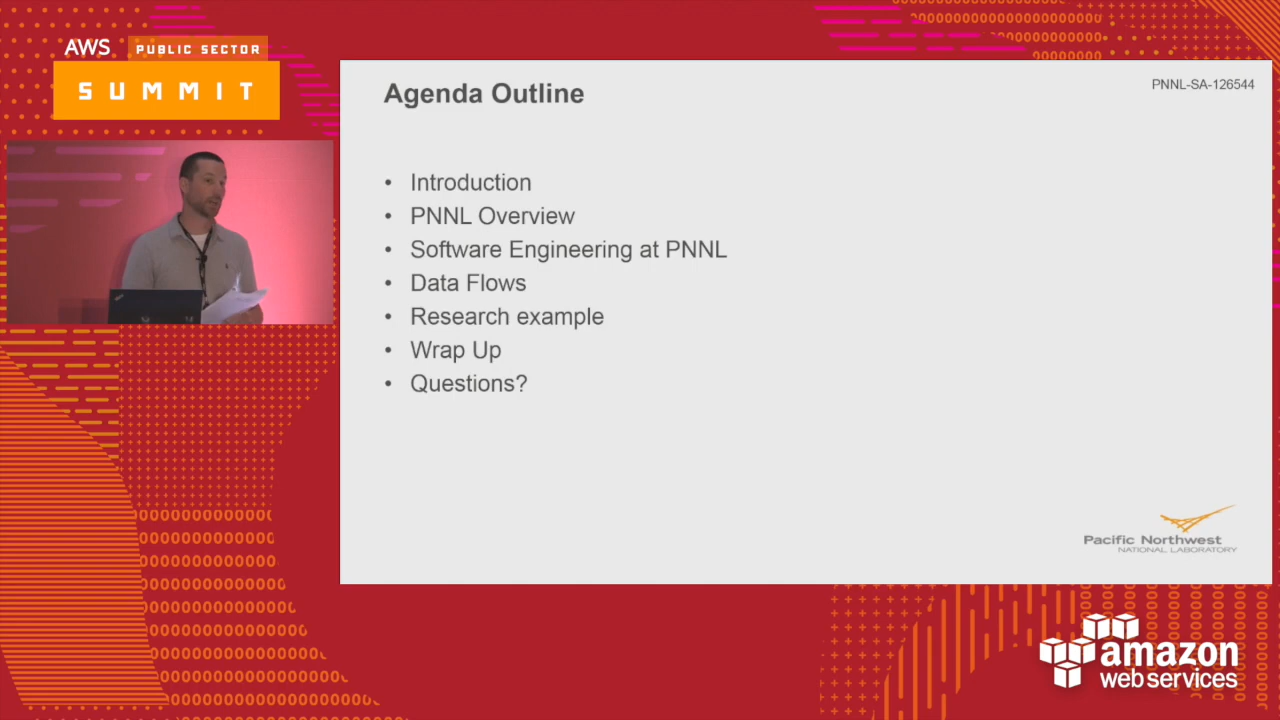 AWS PUBLIC SECTOR
SUMMIT
Agenda Outline
PNNL-SA-126544
• Introduction
• PNNL Overview
• Software Engineering at PNNL
• Data Flows
• Research example
• Wrap Up
• Questions?
Pacific Northwest
NATIONAL LABORATORY
amazon
web services